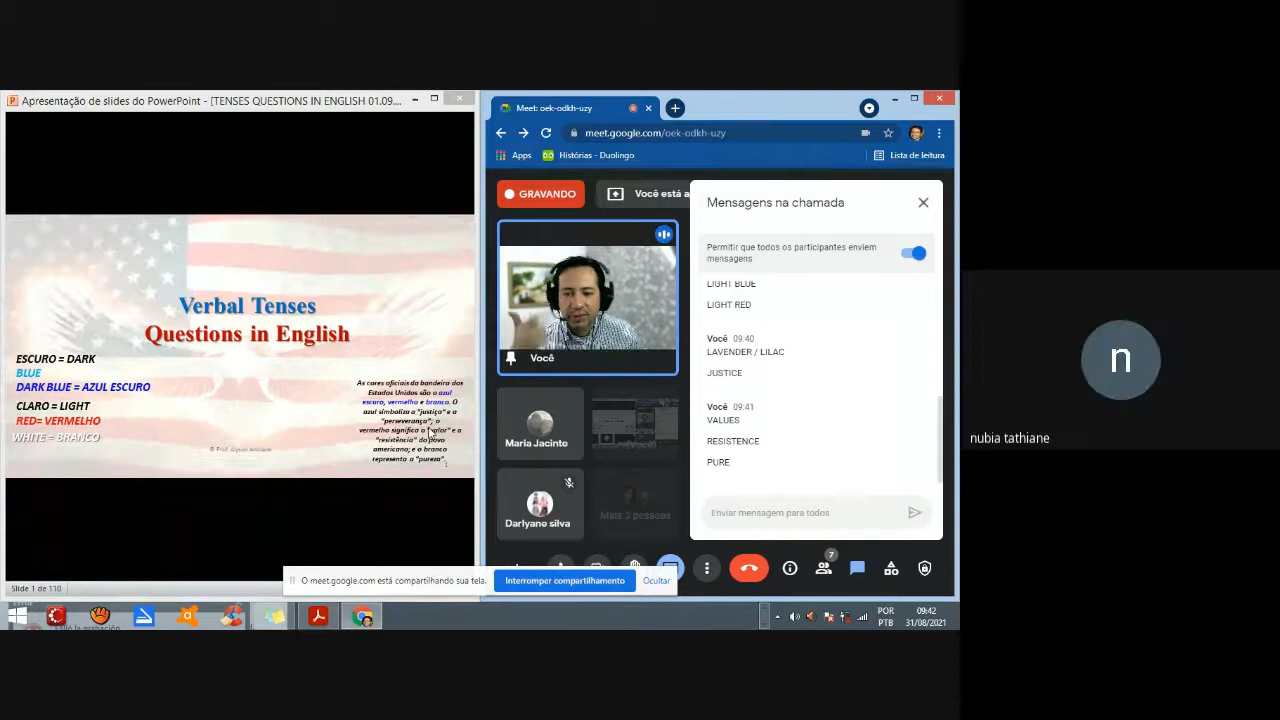 Apresentação de slides do PowerPoint - [TENSES QUESTIONS IN ENGLISH 01.09....
Verbal Tenses
Questions in English
ESCURO = DARK
BLUE
DARK BLUE = AZUL ESCURO
CLARO = LIGHT
RED= VERMELHO
WHITE = BRANCO
As cores oficiais da bandeira dos
Estados Unidos são o azul
escuro, vermelho e branco. O
azul simboliza a "justiça" e a
"perseverança"; o
vermelho significa o "valor" e a
"resistência" do povo
americano; e o branco
representa a "pureza".
© Prof. Alysson Andrade
Slide 1 de 110
Meet: oek-odkh-uzy
meet.google.com/oek-odkh-uzy
Apps
Histórias - Duolingo
Lista de leitura
GRAVANDO
Você está a
Você
Maria Jacinte
Darlyane silva
Mais 3 pessoas
Mensagens na chamada
Permitir que todos os participantes enviem
mensagens
LIGHT BLUE
LIGHT RED
Você 09:40
LAVENDER / LILAC
JUSTICE
Você 09:41
VALUES
RESISTENCE
PURE
Enviar mensagem para todos
7
O meet.google.com está compartilhando sua tela.
Interromper compartilhamento
Ocultar
POR
PTB
09:42
31/08/2021
n
nubia tathiane